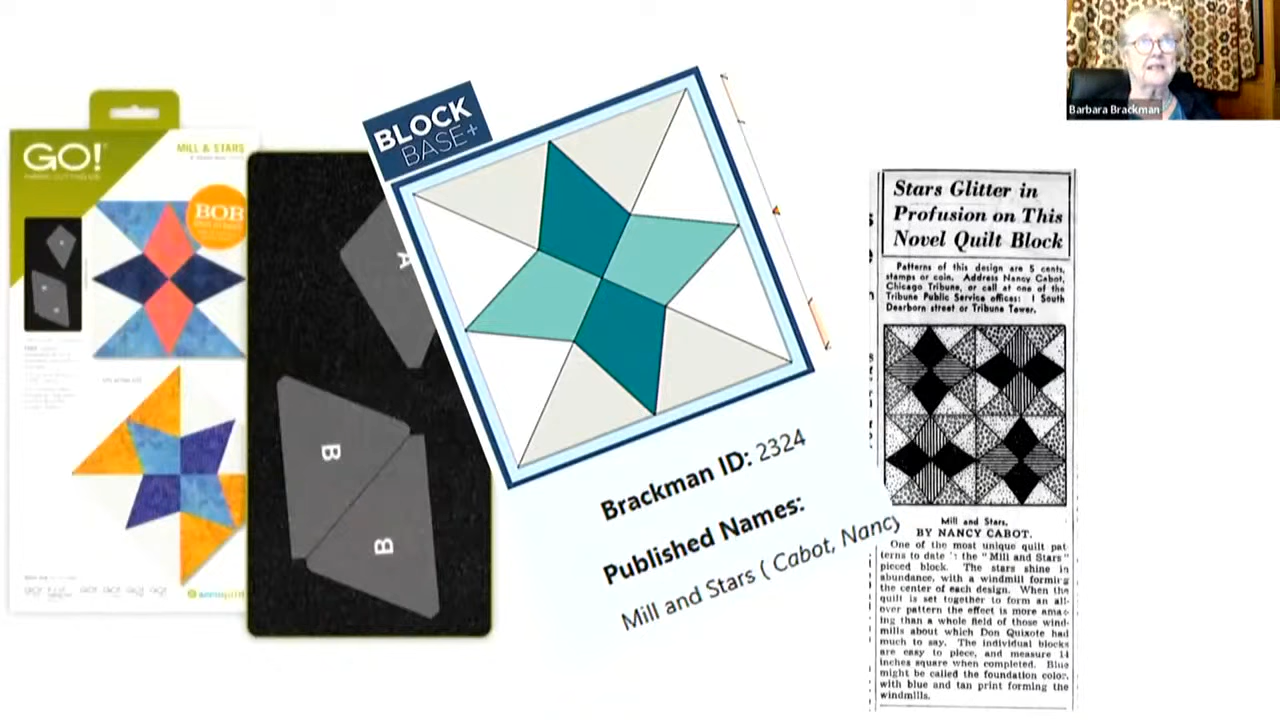 GO!
FABRIC CUTTING DIE
MILL & STARS
BOB
A
B
B
accuquilt
BLOCK
BASE+
Brackman ID: 2324
Published Names:
Mill and Stars ( Cabot, Nancy
Barbara Brackman
Stars Glitter in
Profusion on This
Novel Quilt Block
Patterns of this design are 5 cents,
stamps or coin. Address Nancy Cabot,
Chicago Tribune, or call at one of the
Tribune Public Service offices: 1 South
Dearborn street or Tribune Tower.
Mill and Stars.
BY NANCY CABOT.
One of the most unique quilt pat
terns to date the "Mill and Stars"
pieced block. The stars shine in
abundance, with a windmill forming
the center of each design. When the
quilt is set together to form an all-
over pattern the effect is more amaz-
ing than a whole field of those wind-
mills about which Don Quixote had
much to say. The individual blocks
are easy to piece, and measure 14
inches square when completed. Blue
might be called the foundation color,
with blue and tan print forming the
windmills.